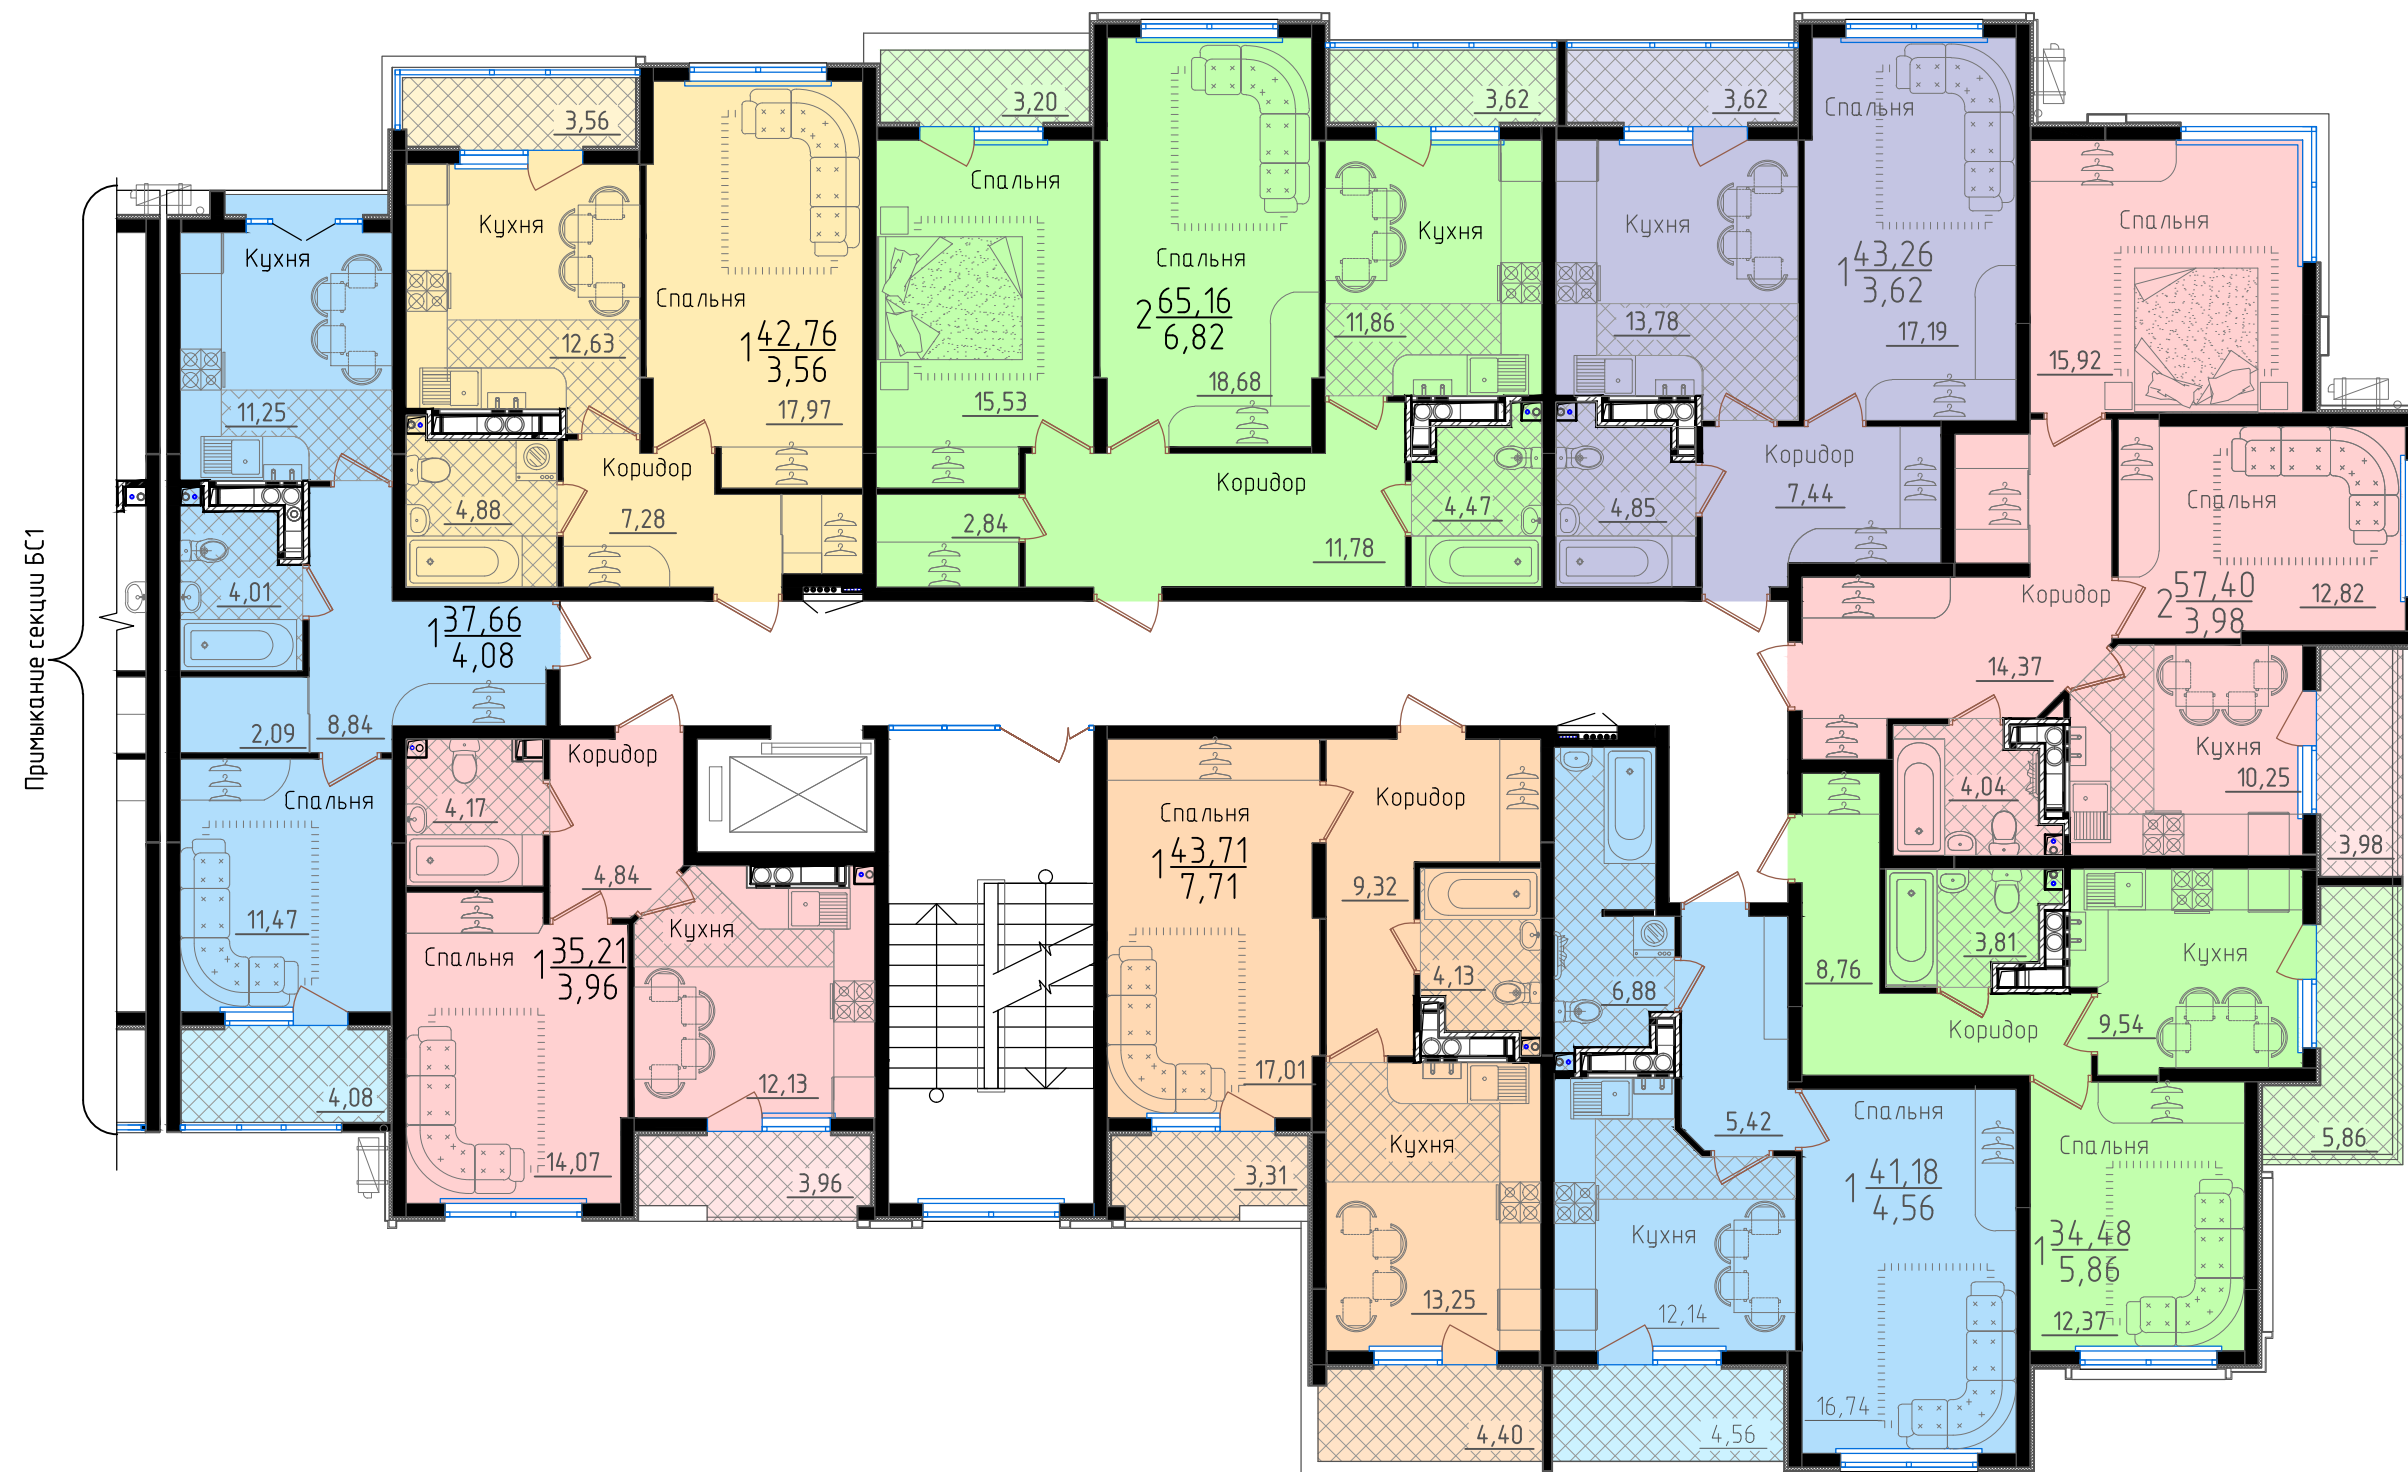 Примыкание секции БС1
Кухня
11,25
4,01
1 37,66
4,08
2,09
8,84
Спальня
11,47
4,08
3,56
Кухня
12,63
Спальня
1 42,76
3,56
17,97
4,88
Коридор
7,28
3,20
Спальня
15,53
2,84
Спальня
2 65,16
6,82
18,68
3,62
Кухня
11,86
Коридор
11,78
4,47
3,62
Кухня
13,78
Спальня
1 43,26
3,62
17,19
4,85
Коридор
7,44
Спальня
15,92
Спальня
2 57,40
3,98
12,82
Коридор
14,37
Кухня
10,25
4,04
3,98
Коридор
4,17
4,84
Спальня
1 35,21
3,96
14,07
Кухня
12,13
3,96
Спальня
1 43,71
7,71
17,01
3,31
Коридор
9,32
4,13
Кухня
13,25
4,40
6,88
5,42
Кухня
12,14
4,56
Спальня
1 41,18
4,56
16,74
8,76
3,81
Коридор
Кухня
9,54
5,86
Спальня
1 34,48
5,86
12,37